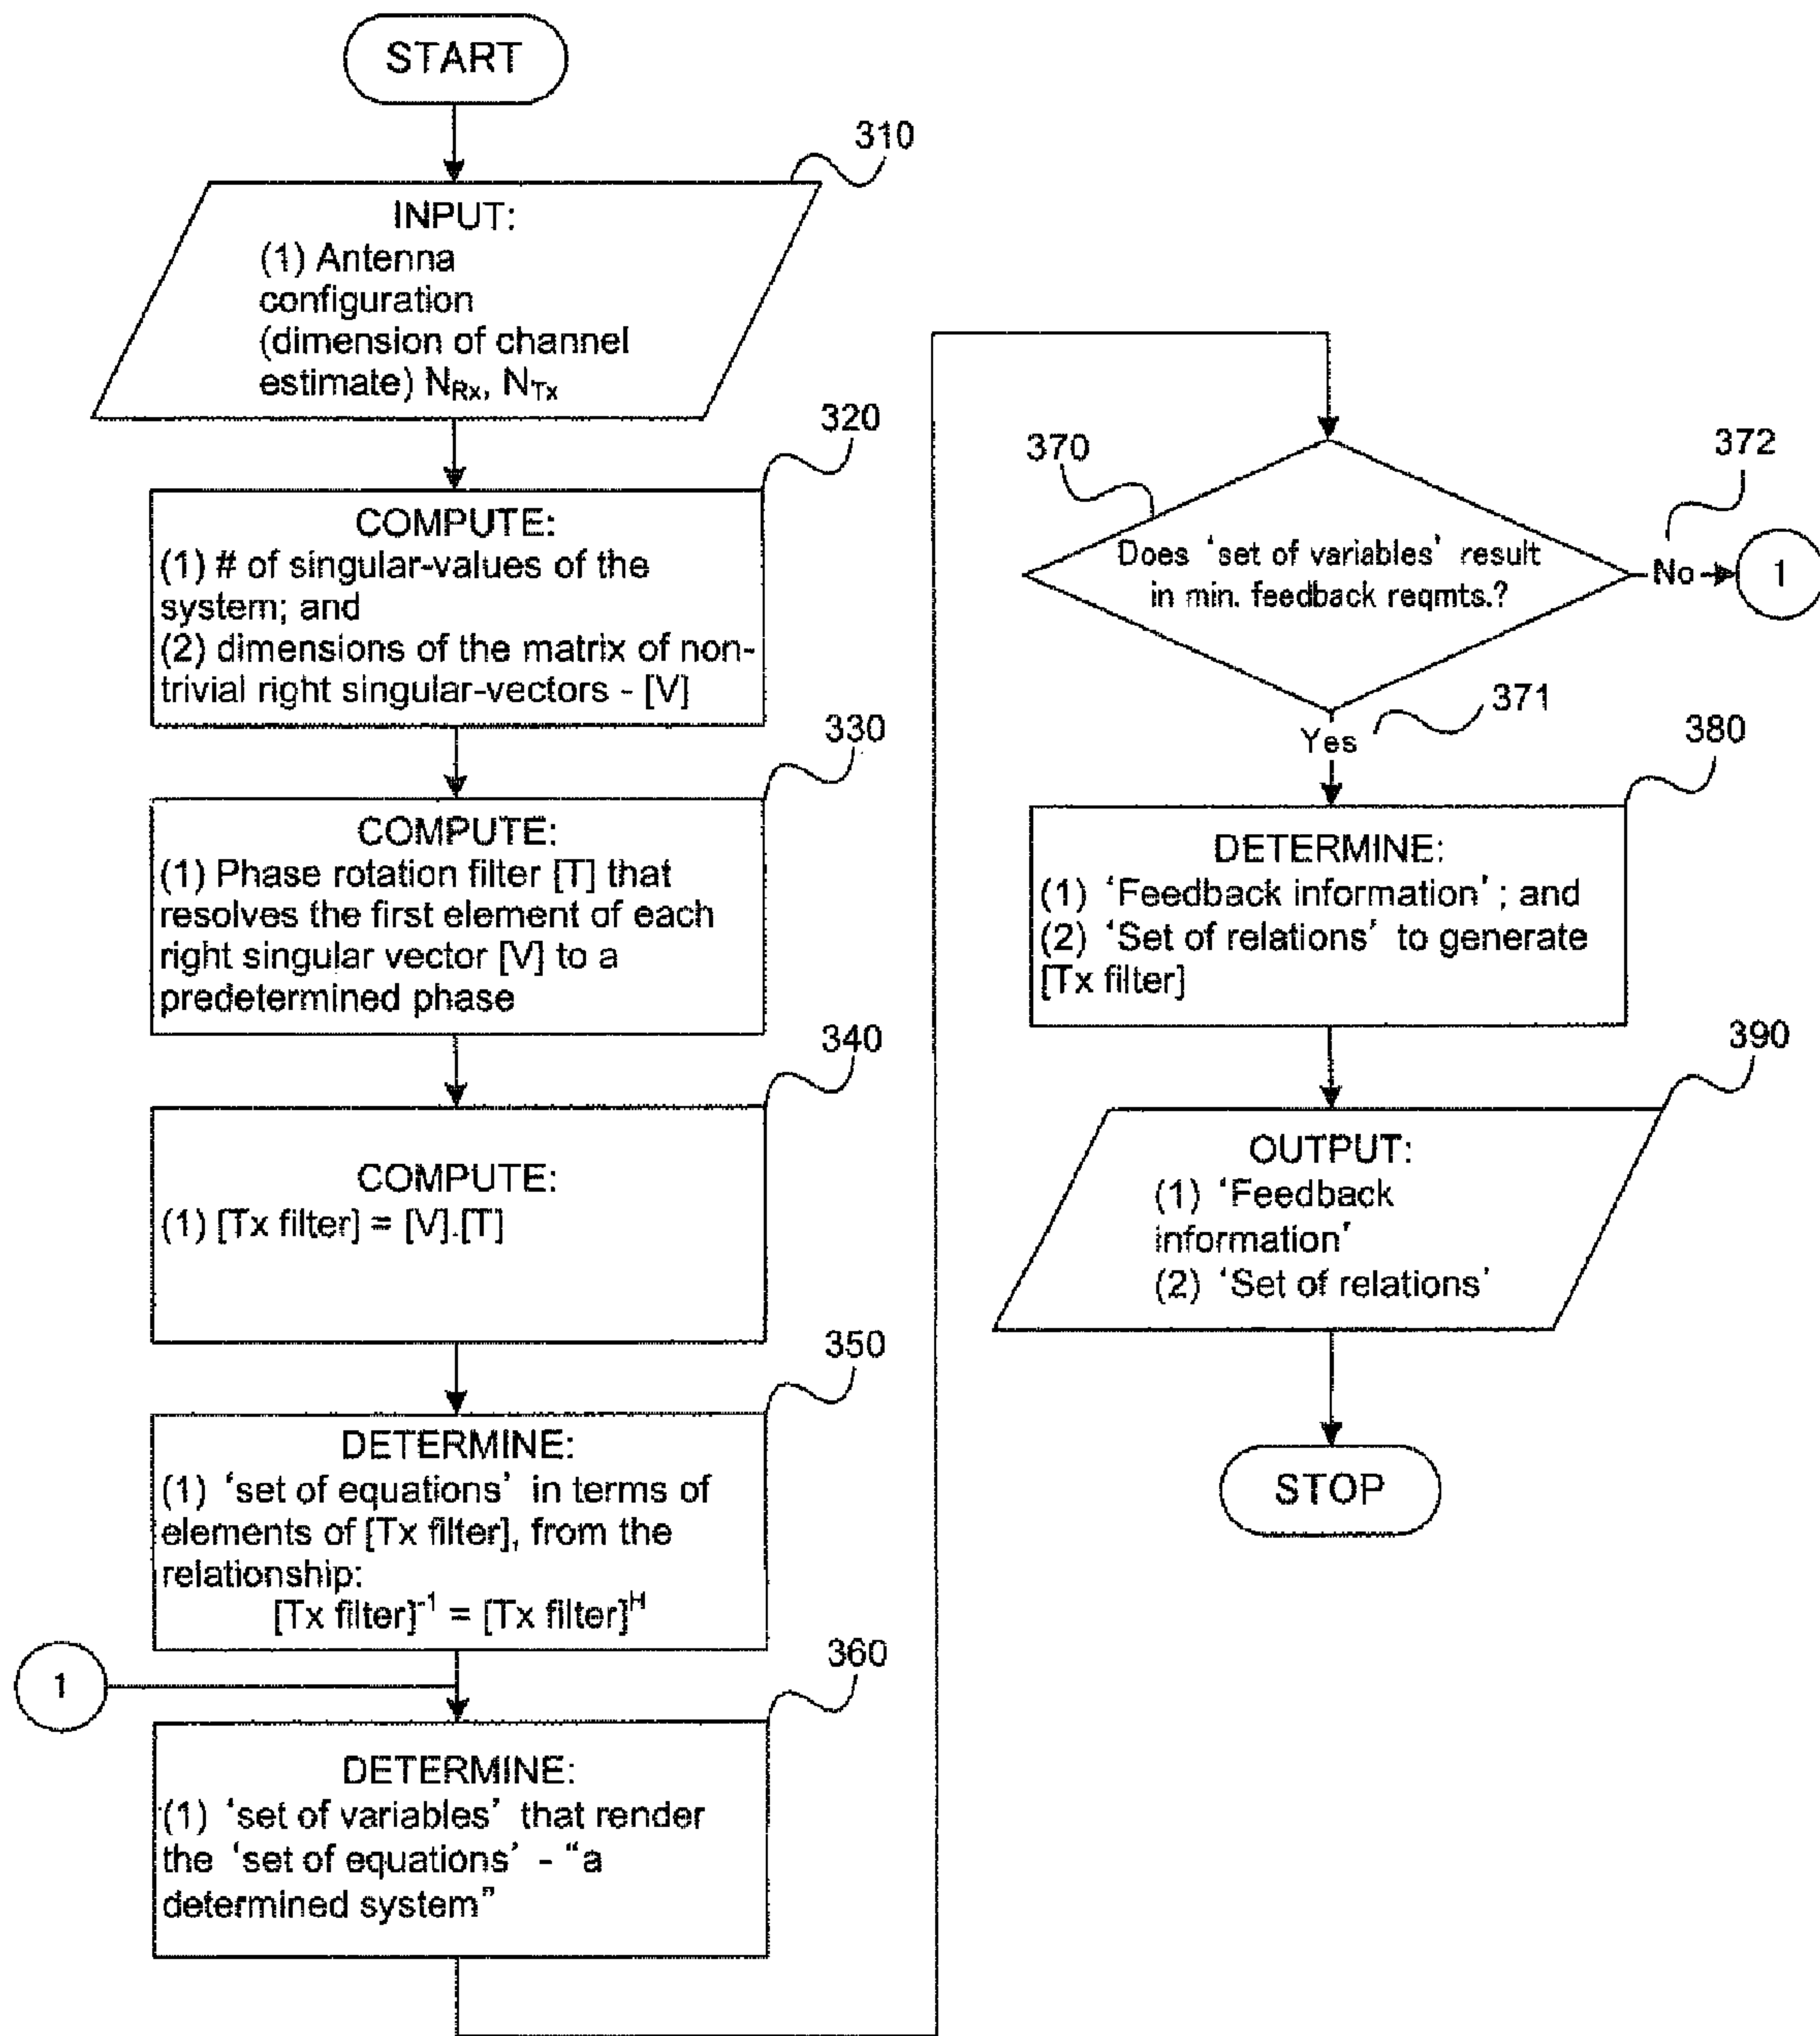 START
310
INPUT:
(1) Antenna
configuration
(dimension of channel
estimate) NRx, NTx
320
COMPUTE:
(1) # of singular-values of the
system; and
(2) dimensions of the matrix of non-
trivial right singular-vectors - [V]
330
COMPUTE:
(1) Phase rotation filter [T] that
resolves the first element of each
right singular vector [V] to a
predetermined phase
340
COMPUTE:
(1) [Tx filter] = [V].[T]
350
DETERMINE:
(1) ‘set of equations’ in terms of
elements of [Tx filter], from the
relationship:
[Tx filter]⁻¹ = [Tx filter]ᴴ
1
360
DETERMINE:
(1) ‘set of variables’ that render
the ‘set of equations’ - “a
determined system”
370
372
Does ‘set of variables’ result
in min. feedback reqmts.?
No
1
371
Yes
380
DETERMINE:
(1) ‘Feedback information’; and
(2) ‘Set of relations’ to generate
[Tx filter]
390
OUTPUT:
(1) ‘Feedback
information’
(2) ‘Set of relations’
STOP